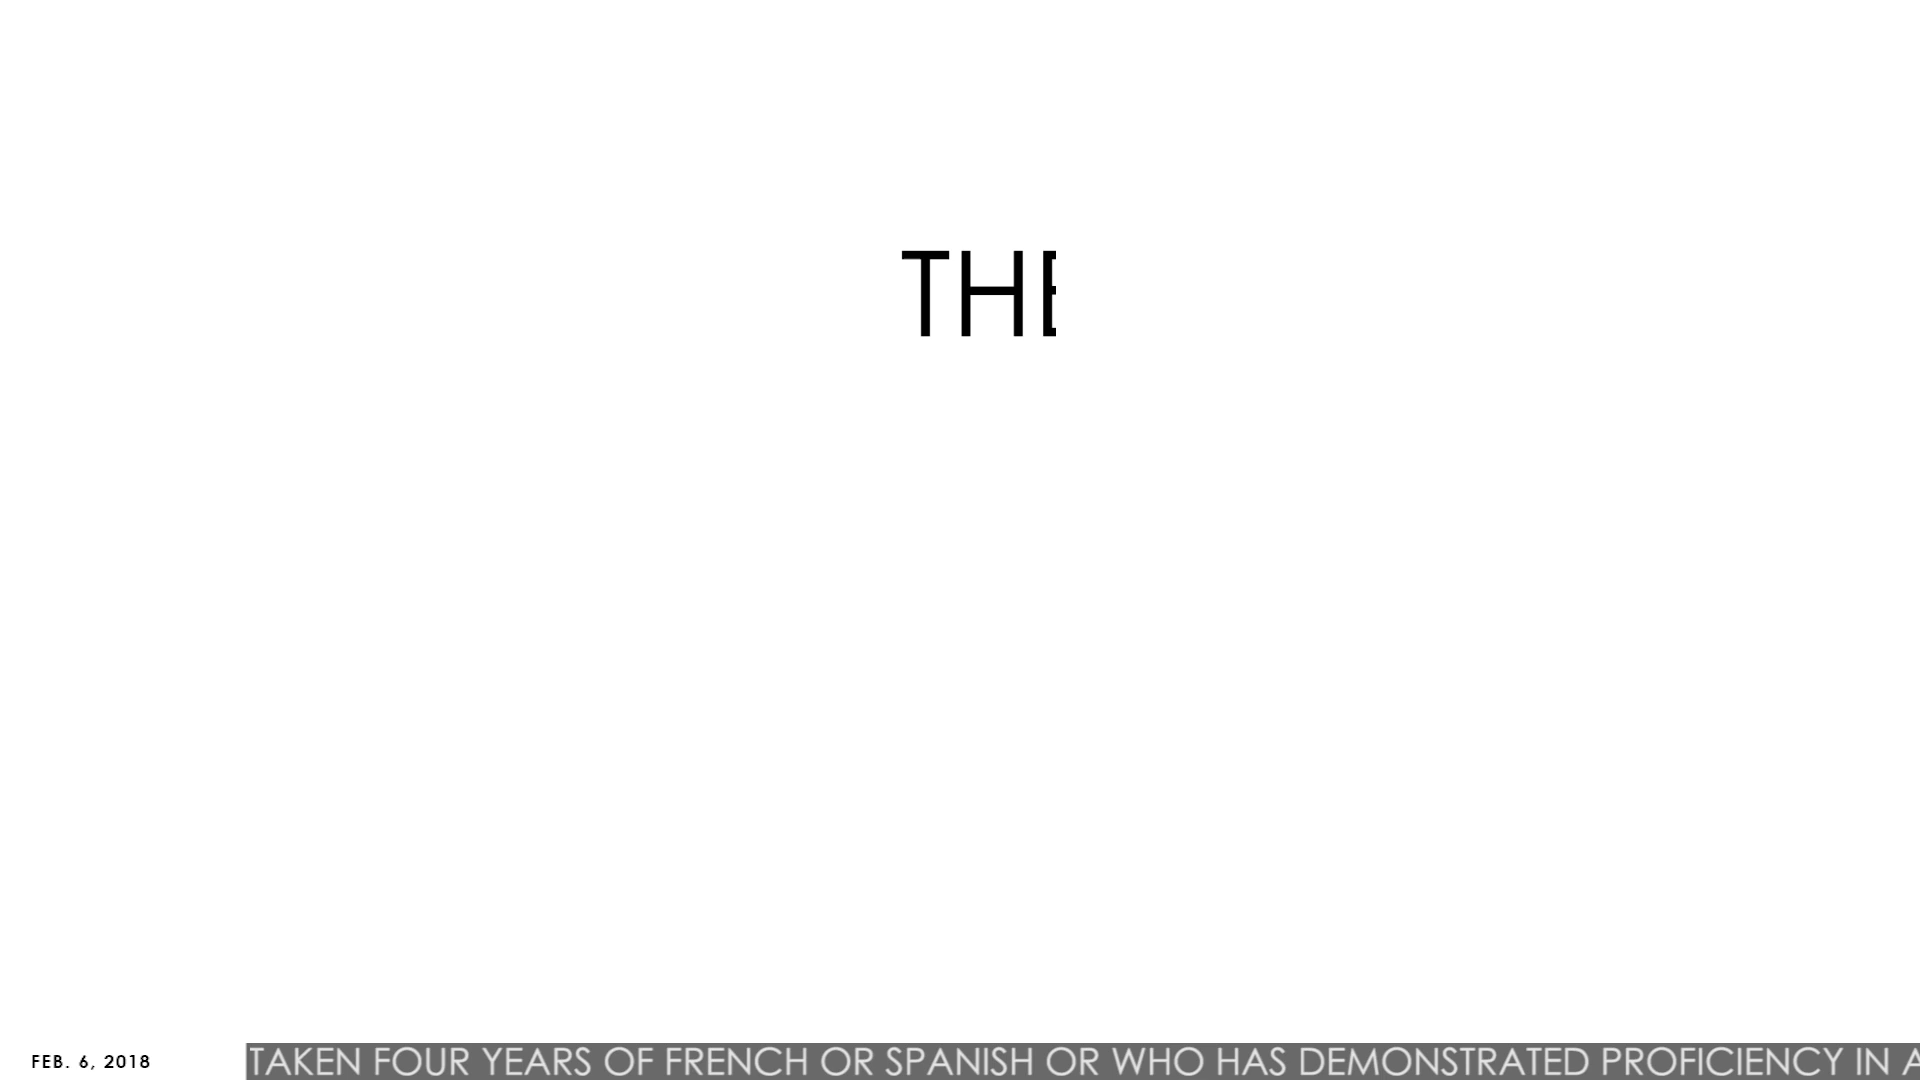 THE
FEB. 6, 2018
TAKEN FOUR YEARS OF FRENCH OR SPANISH OR WHO HAS DEMONSTRATED PROFICIENCY IN A